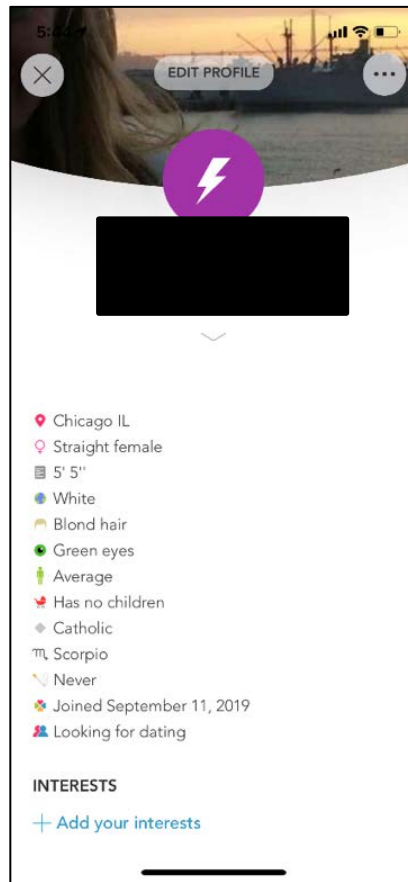 EDIT PROFILE
Chicago IL
Straight female
5' 5''
White
Blond hair
Green eyes
Average
Has no children
Catholic
Scorpio
Never
Joined September 11, 2019
Looking for dating
INTERESTS
+ Add your interests